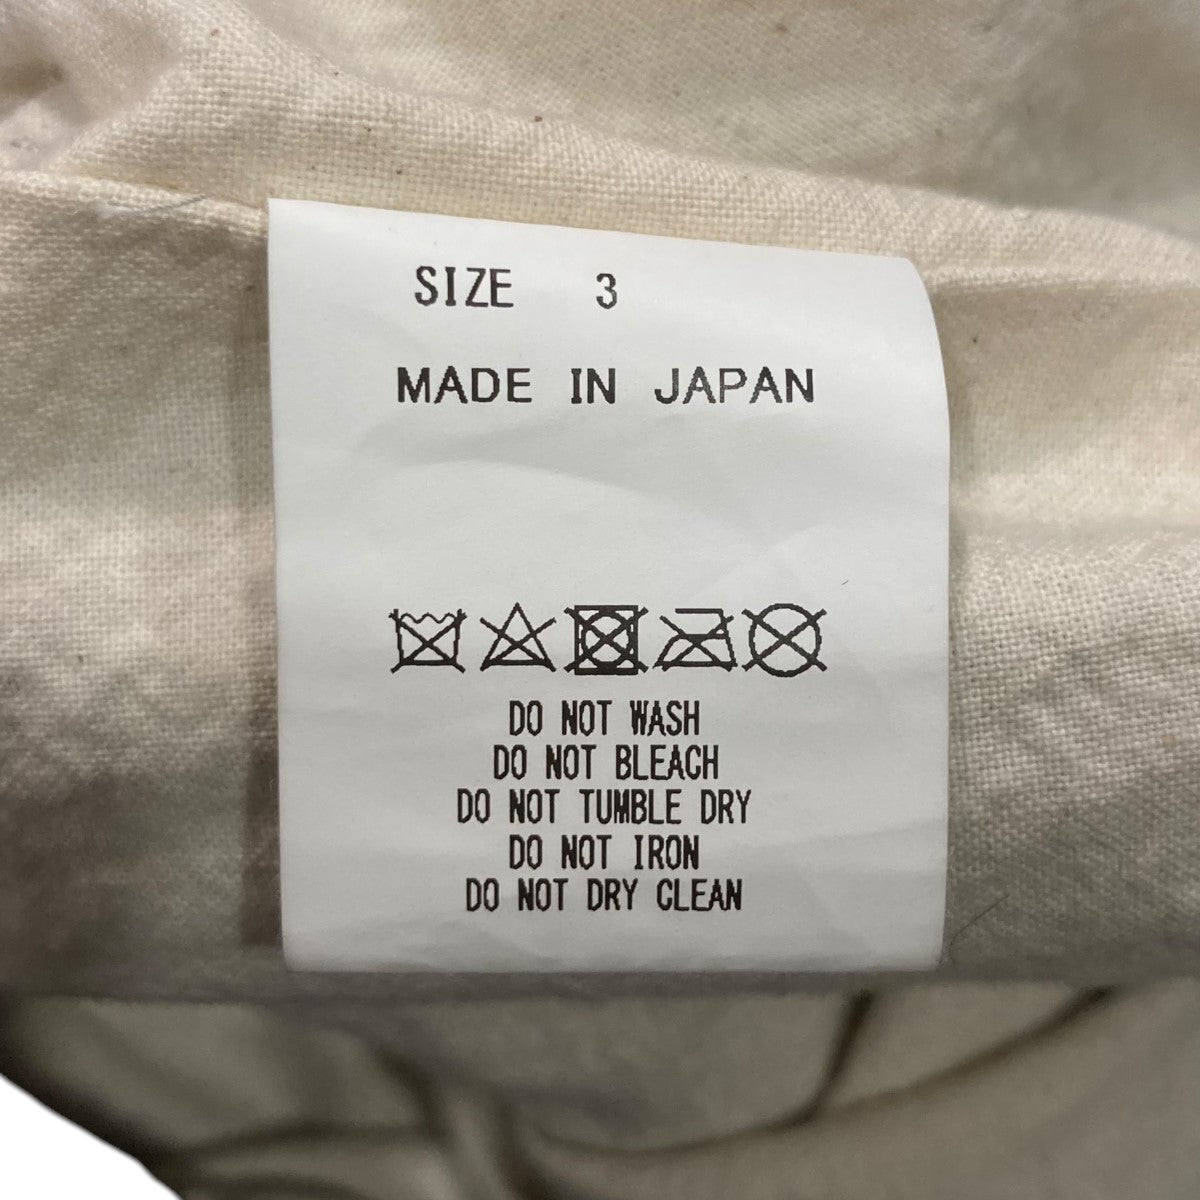 SIZE 3
MADE IN JAPAN
DO NOT WASH
DO NOT BLEACH
DO NOT TUMBLE DRY
DO NOT IRON
DO NOT DRY CLEAN